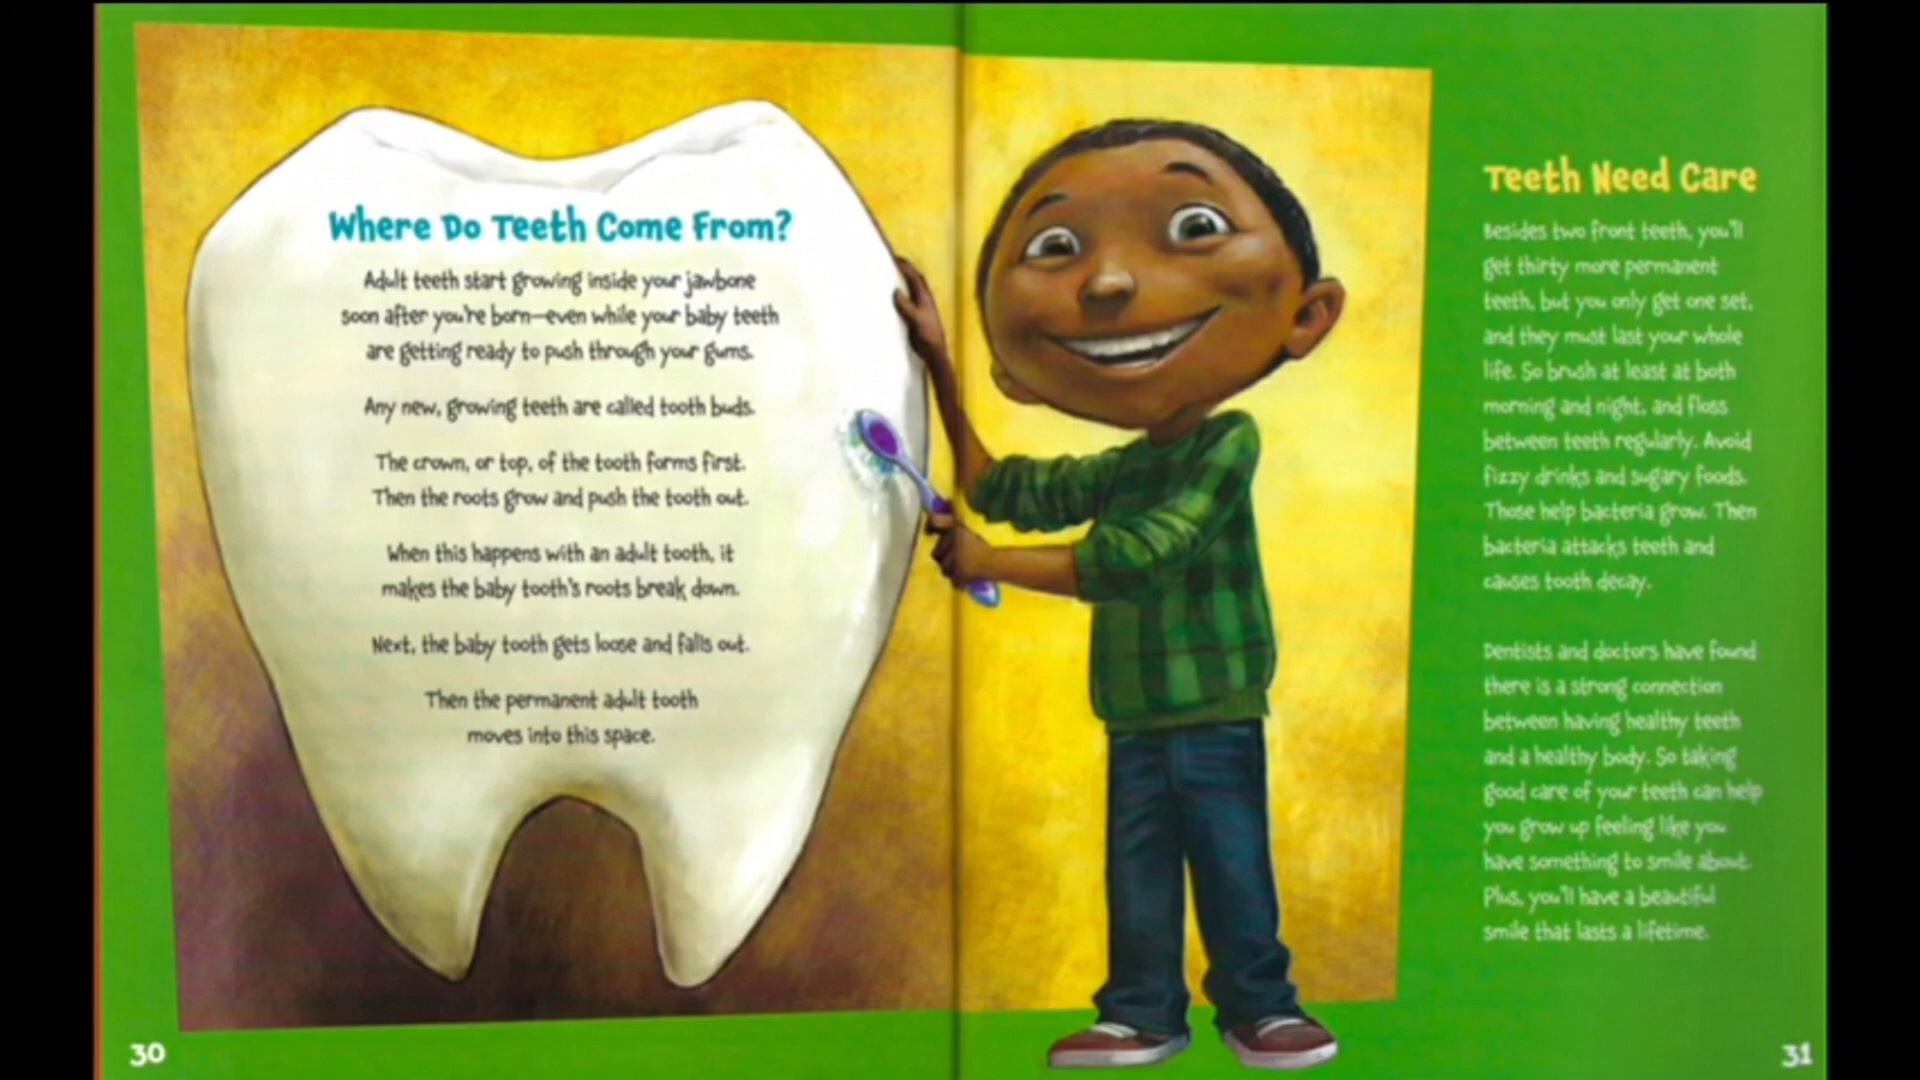 Where Do Teeth Come From?
Adult teeth start growing inside your jawbone
soon after you're born—even while your baby teeth
are getting ready to push through your gums.
Any new, growing teeth are called tooth buds.
The crown, or top, of the tooth forms first.
Then the roots grow and push the tooth out.
When this happens with an adult tooth, it
makes the baby tooth's roots break down.
Next, the baby tooth gets loose and falls out.
Then the permanent adult tooth
moves into this space.
30
Teeth Need Care
Besides two front teeth, you'll
get thirty more permanent
teeth, but you only get one set,
and they must last your whole
life. So brush at least at both
morning and night, and floss
between teeth regularly. Avoid
fizzy drinks and sugary foods.
Those help bacteria grow. Then
bacteria attacks teeth and
causes tooth decay.
Dentists and doctors have found
there is a strong connection
between having healthy teeth
and a healthy body. So taking
good care of your teeth can help
you grow up feeling like you
have something to smile about.
Plus, you'll have a beautiful
smile that lasts a lifetime.
31